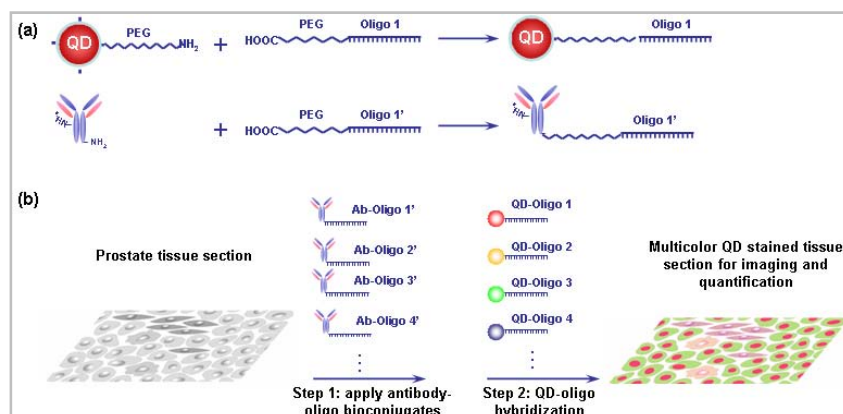 (a)
QD PEG NH2 + HOOC PEG Oligo 1 QD Oligo 1
NH2 + HOOC PEG Oligo 1' Oligo 1'
(b)
Prostate tissue section
Ab-Oligo 1'
Ab-Oligo 2'
Ab-Oligo 3'
Ab-Oligo 4'
Step 1: apply antibody-
oligo bioconjugates
QD-Oligo 1
QD-Oligo 2
QD-Oligo 3
QD-Oligo 4
Step 2: QD-oligo
hybridization
Multicolor QD stained tissue
section for imaging and
quantification